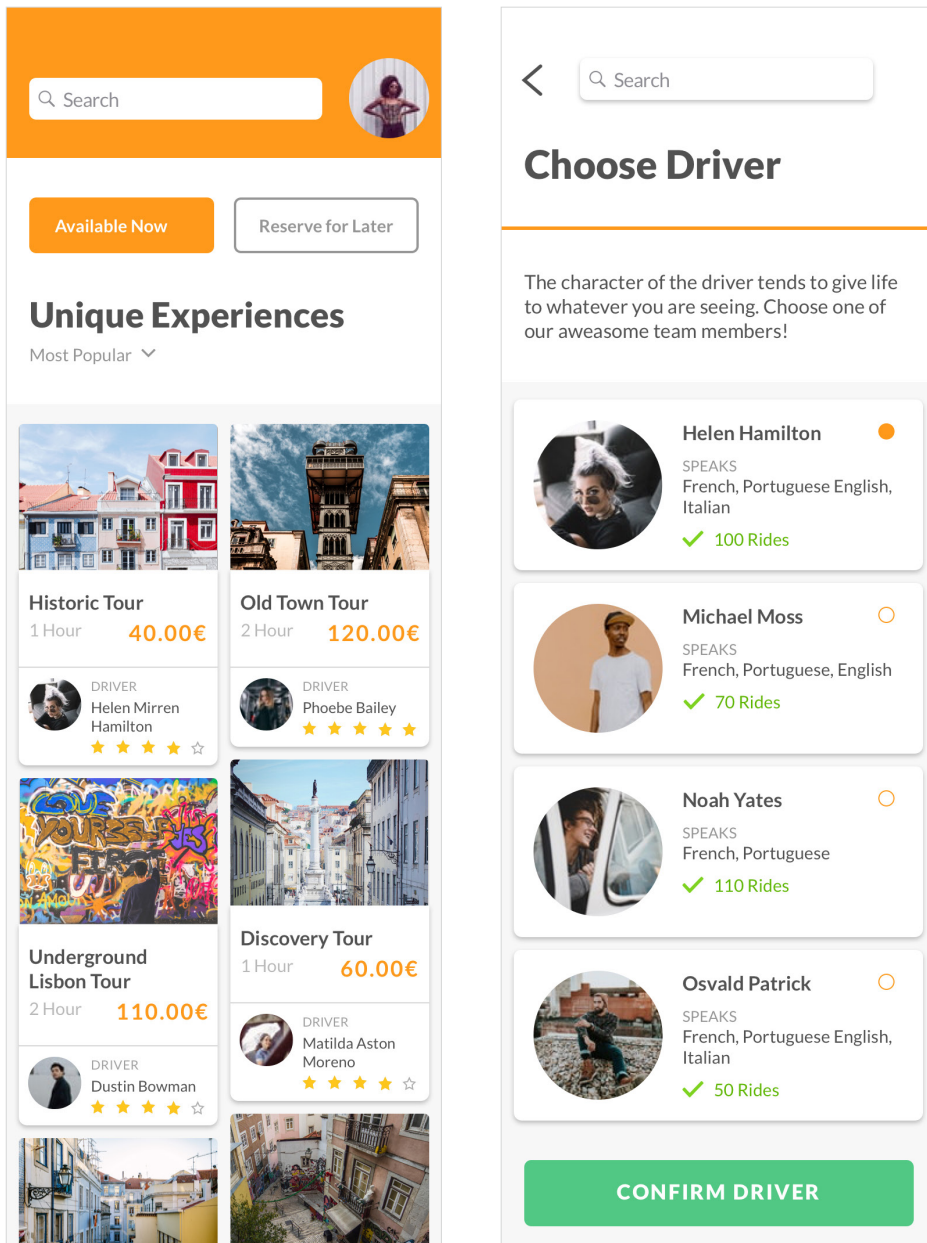 Search
Available Now
Reserve for Later
Unique Experiences
Most Popular
Historic Tour
1 Hour
40.00€
DRIVER
Helen Mirren
Hamilton
Old Town Tour
2 Hour
120.00€
DRIVER
Phoebe Bailey
LOVE
YOURSELF
FIRST
Underground
Lisbon Tour
2 Hour
110.00€
DRIVER
Dustin Bowman
Discovery Tour
1 Hour
60.00€
DRIVER
Matilda Aston
Moreno
Search
Choose Driver
The character of the driver tends to give life
to whatever you are seeing. Choose one of
our aweasome team members!
Helen Hamilton
SPEAKS
French, Portuguese English,
Italian
100 Rides
Michael Moss
SPEAKS
French, Portuguese, English
70 Rides
Noah Yates
SPEAKS
French, Portuguese
110 Rides
Osvald Patrick
SPEAKS
French, Portuguese English,
Italian
50 Rides
CONFIRM DRIVER